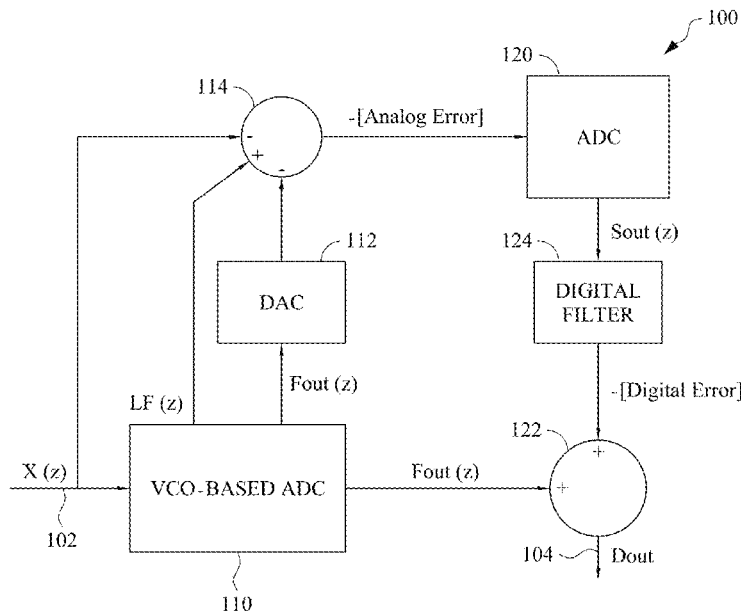 100
120
114
-[Analog Error]
-
+
-
ADC
112
124
Sout (z)
DAC
DIGITAL
FILTER
Fout (z)
LF (z)
-[Digital Error]
122
+
X (z)
VCO-BASED ADC
Fout (z)
+
102
104
Dout
110